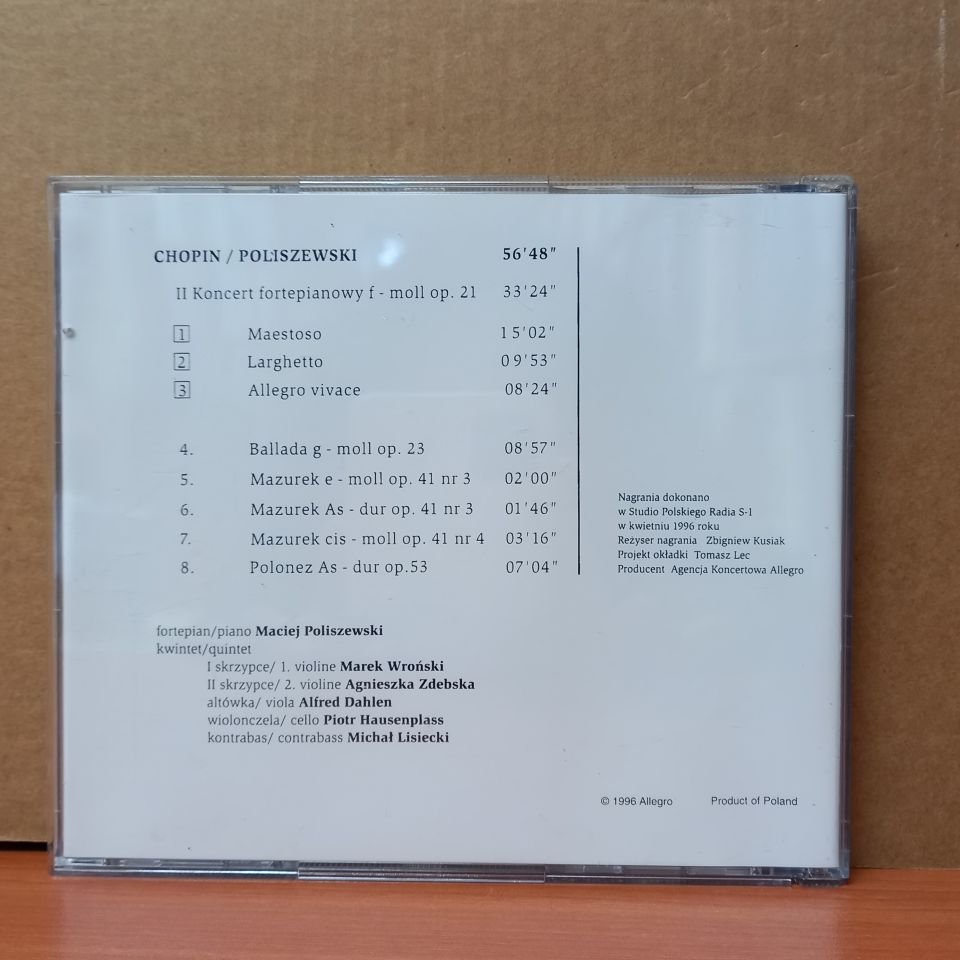 CHOPIN / POLISZEWSKI 56'48"
II Koncert fortepianowy f - moll op. 21 33'24"
1 Maestoso 15'02"
2 Larghetto 09'53"
3 Allegro vivace 08'24"
4. Ballada g - moll op. 23 08'57"
5. Mazurek e - moll op. 41 nr 3 02'00"
6. Mazurek As - dur op. 41 nr 3 01'46"
7. Mazurek cis - moll op. 41 nr 4 03'16"
8. Polonez As - dur op.53 07'04"
Nagrania dokonano
w Studio Polskiego Radia S-1
w kwietniu 1996 roku
Reżyser nagrania Zbigniew Kusiak
Projekt okładki Tomasz Lec
Producent Agencja Koncertowa Allegro
fortepian/piano Maciej Poliszewski
kwintet/quintet
I skrzypce/ 1. violine Marek Wroński
II skrzypce/ 2. violine Agnieszka Zdebska
altówka/ viola Alfred Dahlen
wiolonczela/ cello Piotr Hausenplass
kontrabas/ contrabass Michał Lisiecki
© 1996 Allegro Product of Poland